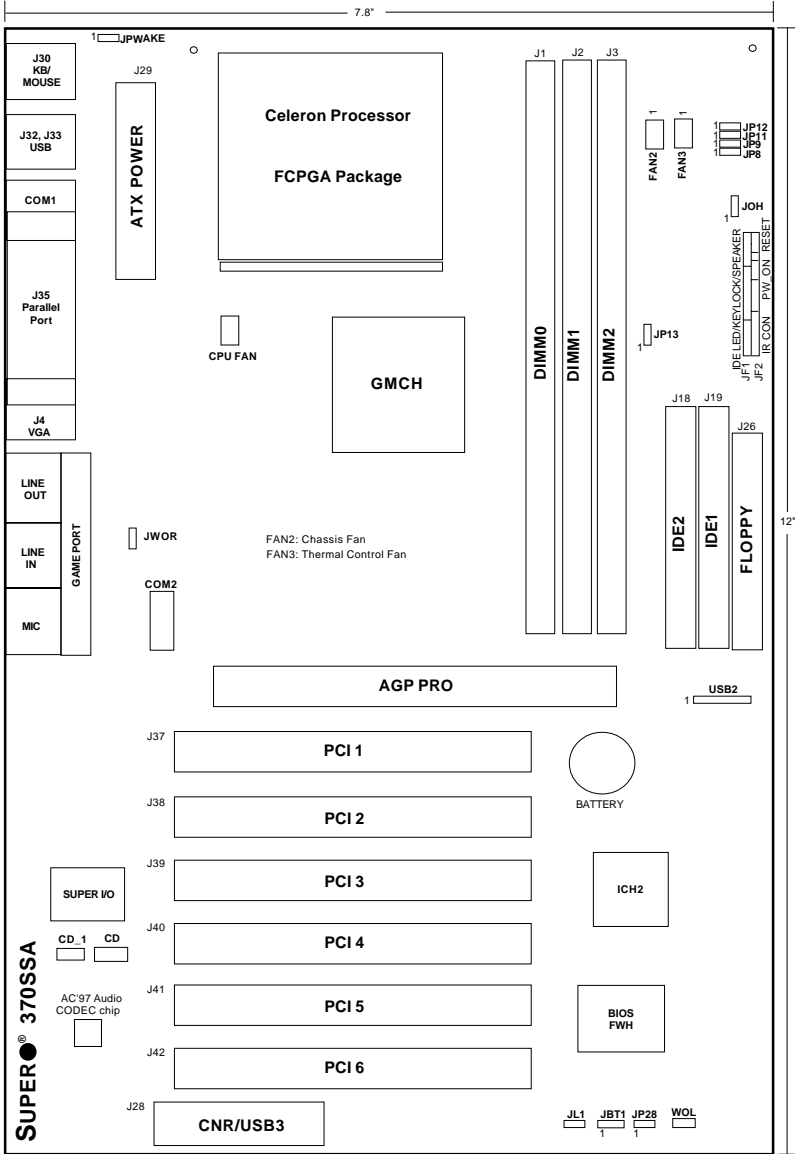 7.8"
1 JPWAKE
J30
KB/
MOUSE
J29
J1
J2
J3
Celeron Processor
FCPGA Package
ATX POWER
J32, J33
USB
COM1
1
FAN2
1
FAN3
1 JP12
1 JP11
1 JP9
1 JP8
JOH
1
IDE LED/KEYLOCK/SPEAKER
IR CON PW_ON RESET
JF1
JF2
J35
Parallel
Port
CPU FAN
GMCH
DIMM0
DIMM1
DIMM2
JP13
1
J4
VGA
J18
J19
J26
IDE2
IDE1
FLOPPY
12"
LINE
OUT
LINE
IN
MIC
GAME PORT
JWOR
FAN2: Chassis Fan
FAN3: Thermal Control Fan
COM2
AGP PRO
USB2
1
J37
PCI 1
BATTERY
J38
PCI 2
J39
PCI 3
ICH2
SUPER I/O
J40
PCI 4
CD_1
CD
J41
PCI 5
AC'97 Audio
CODEC chip
BIOS
FWH
J42
PCI 6
SUPER® 370SSA
J28
CNR/USB3
JL1
JBT1
1
JP28
1
WOL